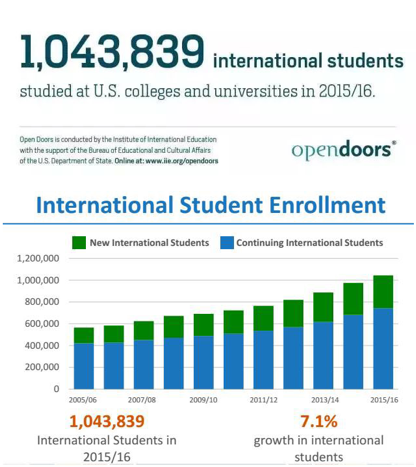 1,043,839 international students
studied at U.S. colleges and universities in 2015/16.
Open Doors is conducted by the Institute of International Education
with the support of the Bureau of Educational and Cultural Affairs
of the U.S. Department of State. Online at: www.iie.org/opendoors
opendoors®
International Student Enrollment
New International Students
Continuing International Students
1,200,000
1,000,000
800,000
600,000
400,000
200,000
0
2005/06 2007/08 2009/10 2011/12 2013/14 2015/16
1,043,839
International Students in
2015/16
7.1%
growth in international
students